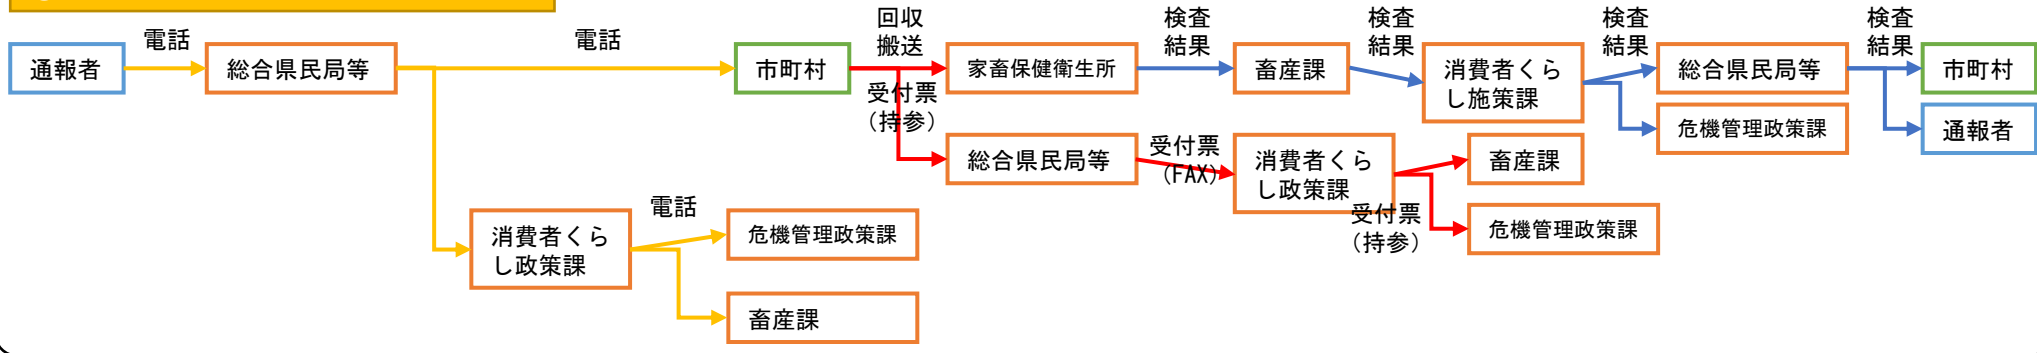 電話
電話
回収
搬送
検査
結果
検査
結果
検査
結果
検査
結果
通報者
総合県民局等
市町村
家畜保健衛生所
畜産課
消費者くら
し施策課
総合県民局等
市町村
受付票
（持参）
危機管理政策課
通報者
総合県民局等
受付票
（FAX）
消費者くら
し政策課
畜産課
受付票
（持参）
危機管理政策課
消費者くら
し政策課
電話
危機管理政策課
畜産課